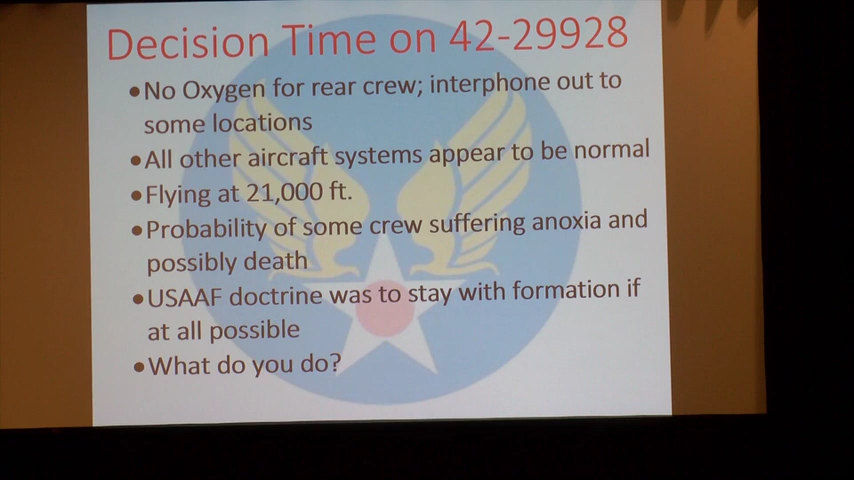 Decision Time on 42-29928
•No Oxygen for rear crew; interphone out to
some locations
•All other aircraft systems appear to be normal
•Flying at 21,000 ft.
•Probability of some crew suffering anoxia and
possibly death
•USAAF doctrine was to stay with formation if
at all possible
•What do you do?